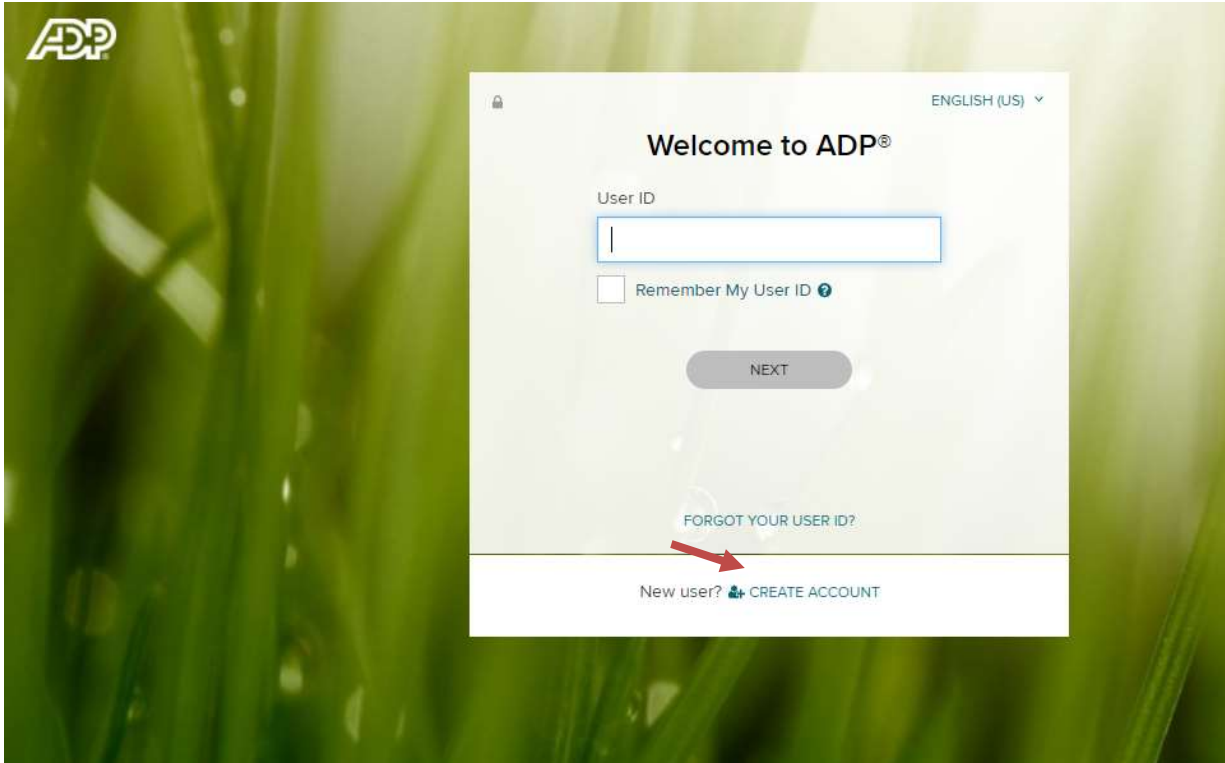 ADP
ENGLISH (US)
Welcome to ADP®
User ID
Remember My User ID
NEXT
FORGOT YOUR USER ID?
New user? CREATE ACCOUNT